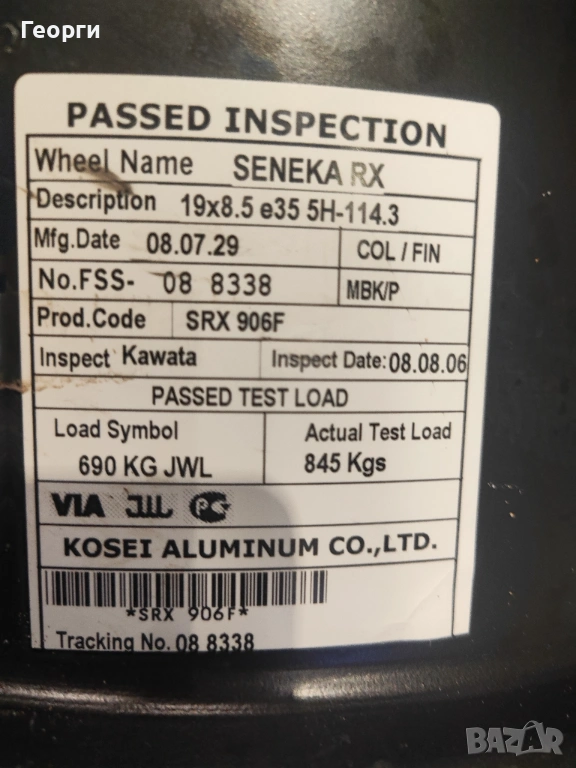 Георги
PASSED INSPECTION
Wheel Name SENEKA RX
Description 19x8.5 e35 5H-114.3
Mfg.Date 08.07.29 COL / FIN
No.FSS- 08 8338 MBK/P
Prod.Code SRX 906F
Inspect Kawata Inspect Date: 08.08.06
PASSED TEST LOAD
Load Symbol Actual Test Load
690 KG JWL 845 Kgs
VIA JWL PG
KOSEI ALUMINUM CO.,LTD.
*SRX 906F*
Tracking No. 08 8338
BAZAR